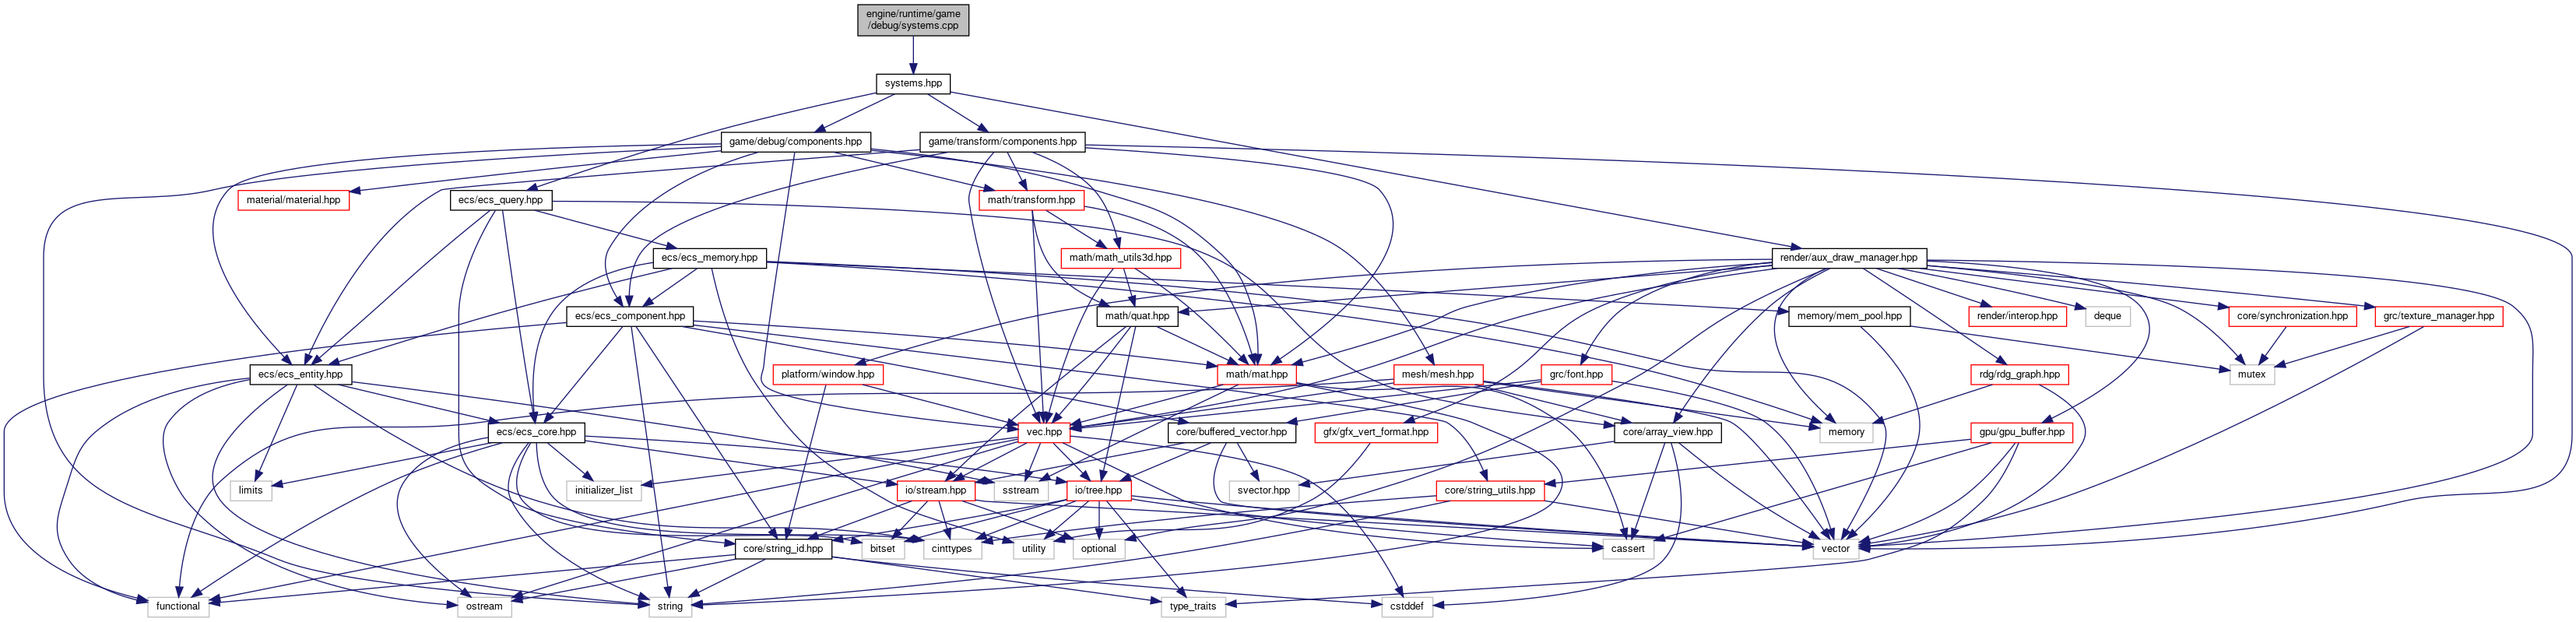 engine/runtime/game
/debug/systems.cpp
systems.hpp
game/debug/components.hpp
game/transform/components.hpp
material/material.hpp
ecs/ecs_query.hpp
math/transform.hpp
ecs/ecs_memory.hpp
math/math_utils3d.hpp
render/aux_draw_manager.hpp
ecs/ecs_component.hpp
math/quat.hpp
memory/mem_pool.hpp
render/interop.hpp
deque
core/synchronization.hpp
grc/texture_manager.hpp
ecs/ecs_entity.hpp
platform/window.hpp
math/mat.hpp
mesh/mesh.hpp
grc/font.hpp
rdg/rdg_graph.hpp
mutex
ecs/ecs_core.hpp
vec.hpp
core/buffered_vector.hpp
gfx/gfx_vert_format.hpp
core/array_view.hpp
memory
gpu/gpu_buffer.hpp
limits
initializer_list
io/stream.hpp
sstream
io/tree.hpp
svector.hpp
core/string_utils.hpp
core/string_id.hpp
bitset
cinttypes
utility
optional
cassert
vector
functional
ostream
string
type_traits
cstddef